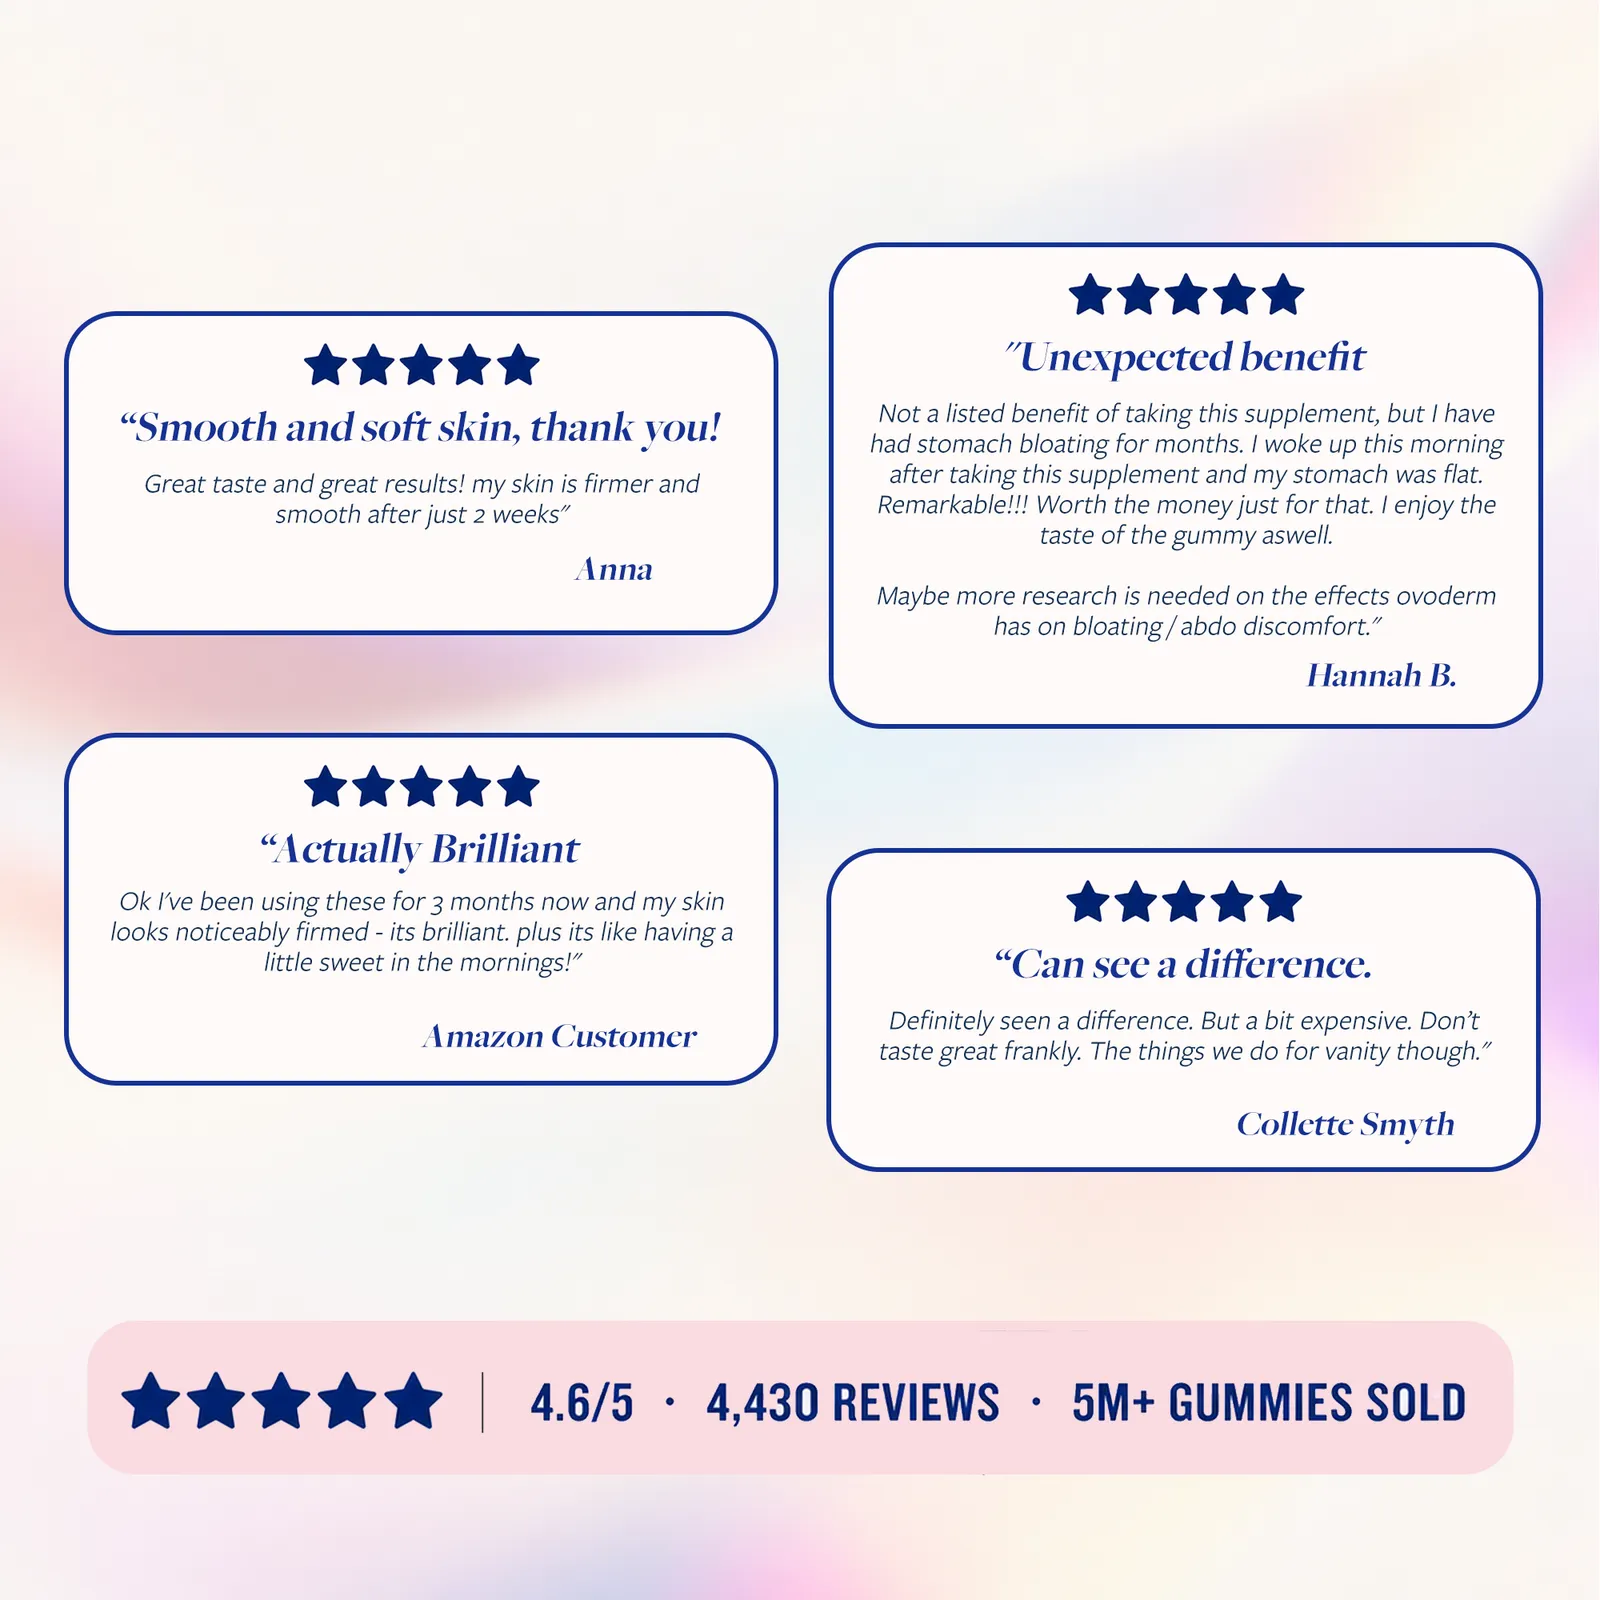 “Smooth and soft skin, thank you!
Great taste and great results! my skin is firmer and
smooth after just 2 weeks”
Anna
"Unexpected benefit
Not a listed benefit of taking this supplement, but I have
had stomach bloating for months. I woke up this morning
after taking this supplement and my stomach was flat.
Remarkable!!! Worth the money just for that. I enjoy the
taste of the gummy aswell.
Maybe more research is needed on the effects ovoderm
has on bloating / abdo discomfort.”
Hannah B.
“Actually Brilliant
Ok I've been using these for 3 months now and my skin
looks noticeably firmed - its brilliant. plus its like having a
little sweet in the mornings!”
Amazon Customer
“Can see a difference.
Definitely seen a difference. But a bit expensive. Don’t
taste great frankly. The things we do for vanity though.”
Collette Smyth
4.6/5 · 4,430 REVIEWS · 5M+ GUMMIES SOLD